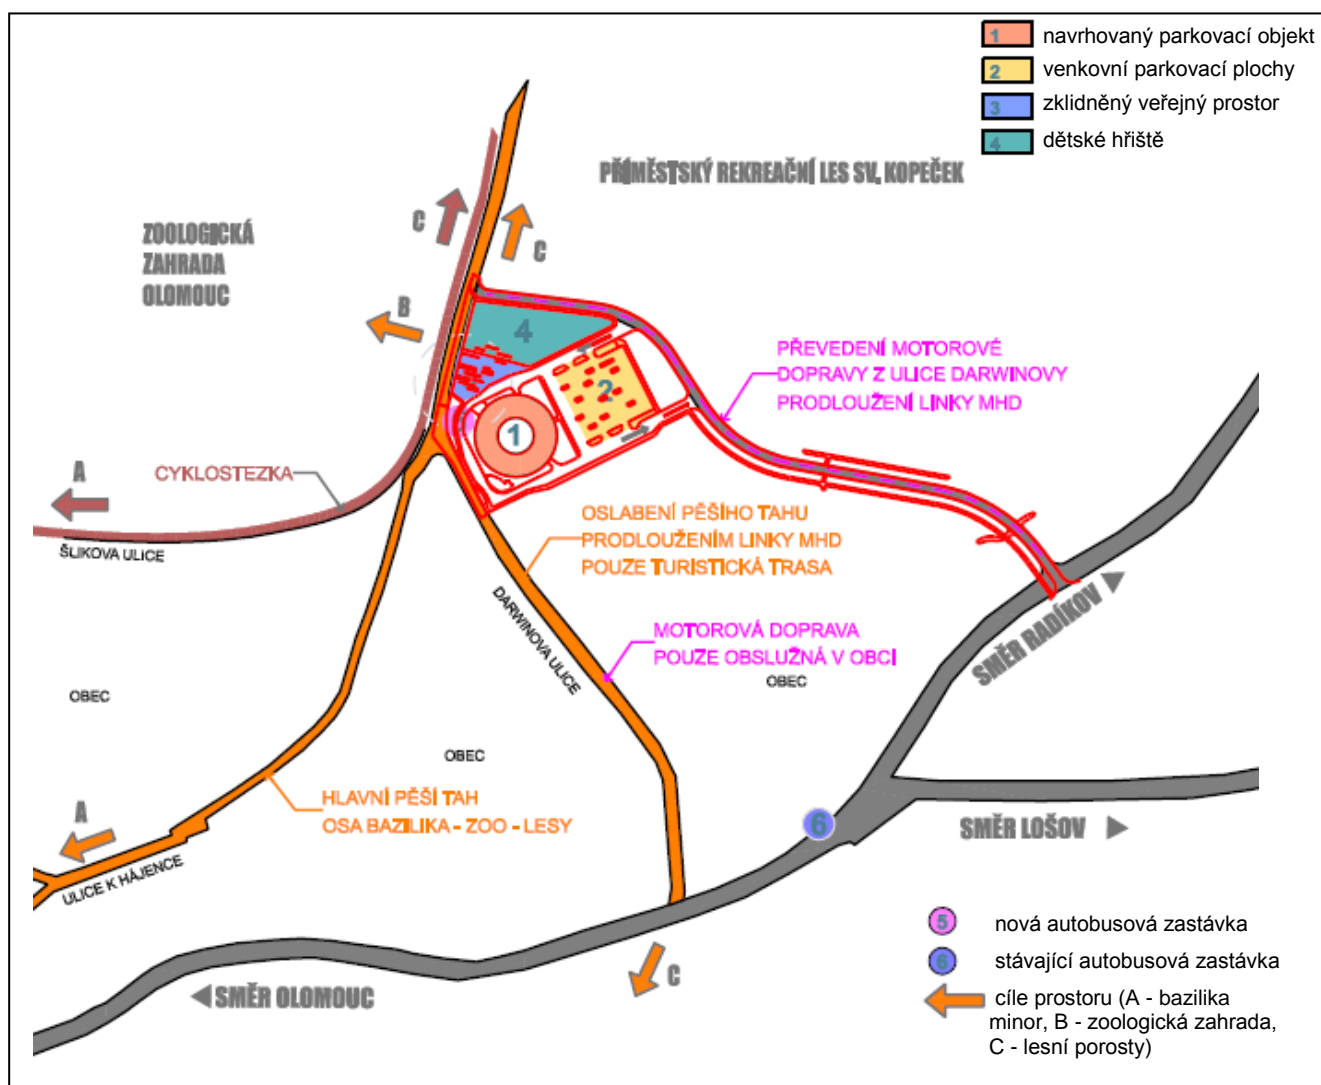 1 navrhovaný parkovací objekt
2 venkovní parkovací plochy
3 zklidněný veřejný prostor
4 dětské hřiště
PŘÍMĚSTSKÝ REKREAČNÍ LES SV. KOPEČEK
ZOOLOGICKÁ
ZAHRADA
OLOMOUC
C
C
B
4
2
1
PŘEVEDENÍ MOTOROVÉ
DOPRAVY Z ULICE DARWINOVY
PRODLOUŽENÍ LINKY MHD
A
CYKLOSTEZKA
ŠLIKOVA ULICE
OSLABENÍ PĚŠÍHO TAHU
PRODLOUŽENÍM LINKY MHD
POUZE TURISTICKÁ TRASA
DARWINOVA ULICE
MOTOROVÁ DOPRAVA
POUZE OBSLUŽNÁ V OBCI
OBEC
SMĚR RADÍKOV
OBEC
OBEC
HLAVNÍ PĚŠÍ TAH
OSA BAZILIKA - ZOO - LESY
A
ULICE K HÁJENCE
6
SMĚR LOŠOV
C
SMĚR OLOMOUC
5 nová autobusová zastávka
6 stávající autobusová zastávka
cíle prostoru (A - bazilika
minor, B - zoologická zahrada,
C - lesní porosty)